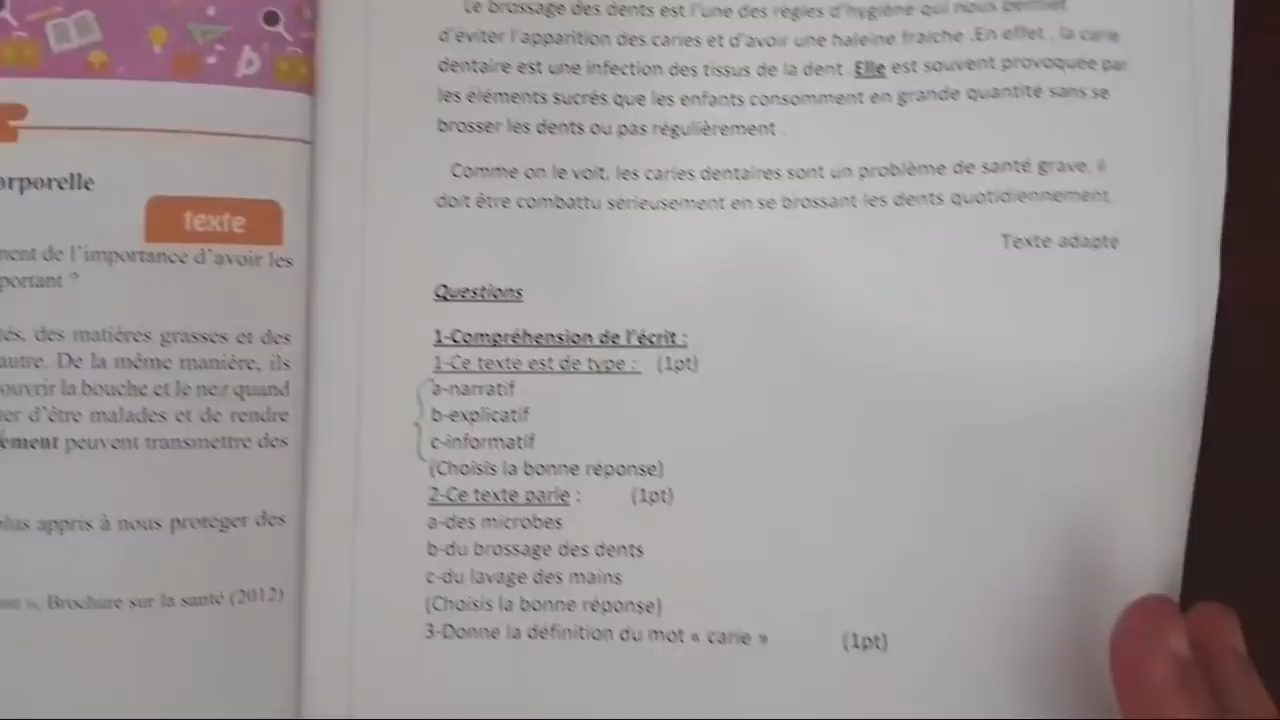 orporelle
texte
ment de l'importance d'avoir les
portant ?
és, des matières grasses et des
autre. De la même manière, ils
ouvrir la bouche et le nez quand
er d'être malades et de rendre
ement peuvent transmettre des
plus appris à nous protéger des
», Brochure sur la santé (2012)
Le brossage des dents est l'une des règles d'hygiène qui nous permet
d'éviter l'apparition des caries et d'avoir une haleine fraiche .En effet , la carie
dentaire est une infection des tissus de la dent. Elle est souvent provoquée par
les éléments sucrés que les enfants consomment en grande quantité sans se
brosser les dents ou pas régulièrement .
Comme on le voit, les caries dentaires sont un problème de santé grave. il
doit être combattu sérieusement en se brossant les dents quotidiennement.
Texte adapté
Questions
1-Compréhension de l'écrit :
1-Ce texte est de type : (1pt)
a-narratif
b-explicatif
c-informatif
(Choisis la bonne réponse)
2-Ce texte parle : (1pt)
a-des microbes
b-du brossage des dents
c-du lavage des mains
(Choisis la bonne réponse)
3-Donne la définition du mot « carie » (1pt)